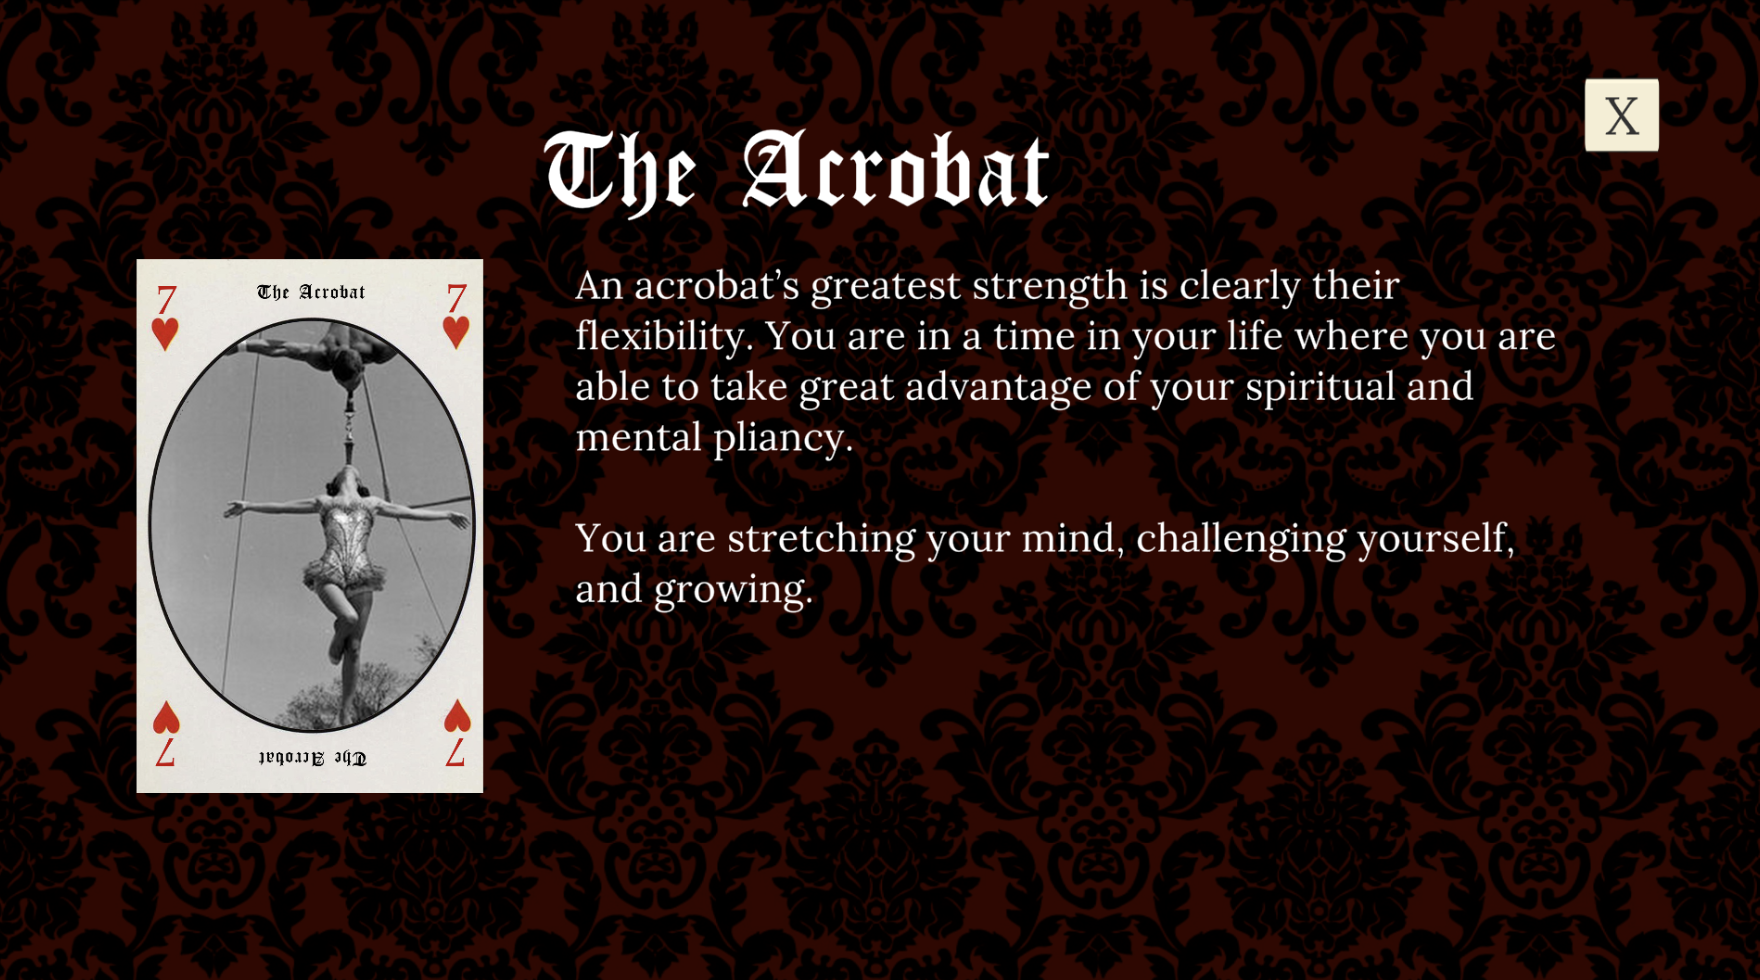 X
The Acrobat
7 7
The Acrobat
An acrobat’s greatest strength is clearly their
flexibility. You are in a time in your life where you are
able to take great advantage of your spiritual and
mental pliancy.
You are stretching your mind, challenging yourself,
and growing.
The Acrobat
7 7